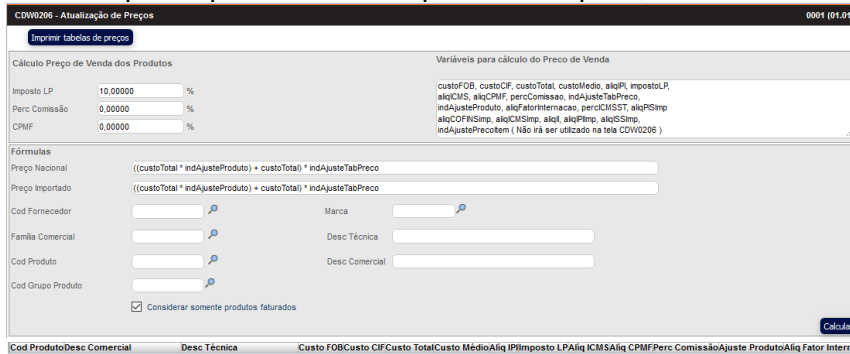 CDW0206 - Atualização de Preços 0001 (01.01
Imprimir tabelas de preços
Cálculo Preço de Venda dos Produtos
Variáveis para cálculo do Preco de Venda
Imposto LP 10,00000 %
Perc Comissão 0,00000 %
CPMF 0,00000 %
custoFOB, custoCIF, custoTotal, custoMedio, aliqIPI, impostoLP,
aliqICMS, aliqCPMF, percComissao, indAjusteTabPreco,
indAjusteProduto, aliqFatorInternacao, percICMSST, aliqPISImp
aliqCOFINSimp, aliqICMSImp, aliqII, aliqIPIImp, aliqISSImp,
indAjustePrecoItem ( Não irá ser utilizado na tela CDW0206 )
Fórmulas
Preço Nacional ((custoTotal * indAjusteProduto) + custoTotal) * indAjusteTabPreco
Preço Importado ((custoTotal * indAjusteProduto) + custoTotal) * indAjusteTabPreco
Cod Fornecedor Marca
Família Comercial Desc Técnica
Cod Produto Desc Comercial
Cod Grupo Produto
Considerar somente produtos faturados
Calcula
Cod Produto Desc Comercial Desc Técnica Custo FOB Custo CIF Custo Total Custo Médio Aliq IPI Imposto LP Aliq ICMS Aliq CPMF Perc Comissão Ajuste Produto Aliq Fator Intern